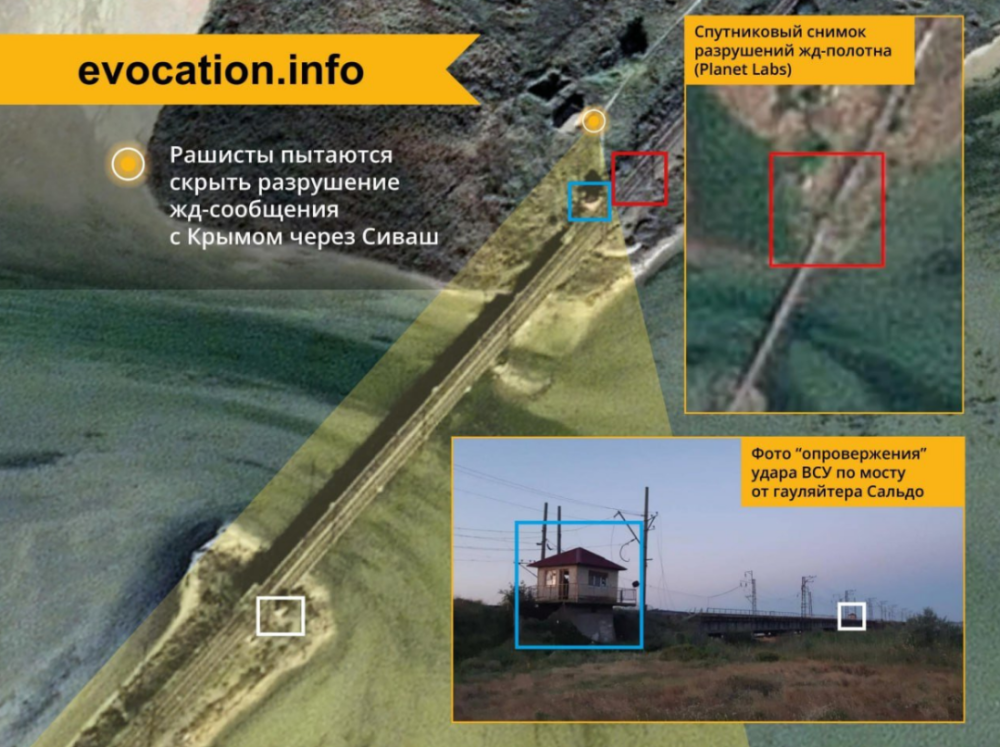 evocation.info
Рашисты пытаются
скрыть разрушение
жд-сообщения
с Крымом через Сиваш
Спутниковый снимок
разрушений жд-полотна
(Planet Labs)
Фото “опровержения”
удара ВСУ по мосту
от гауляйтера Сальдо